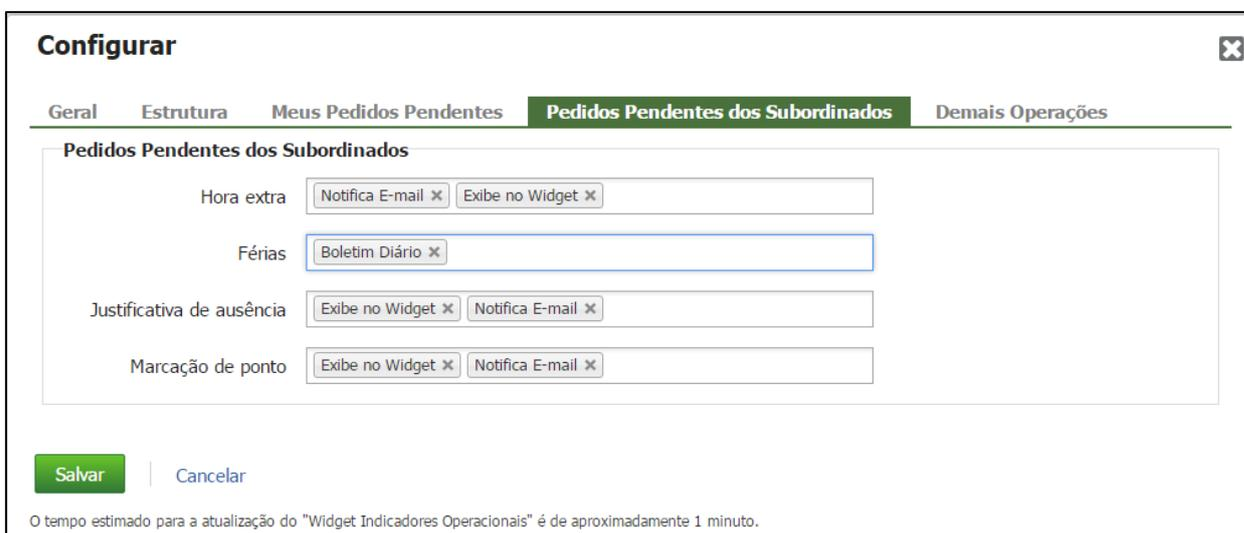 Configurar
Geral Estrutura Meus Pedidos Pendentes Pedidos Pendentes dos Subordinados Demais Operações
Pedidos Pendentes dos Subordinados
Hora extra Notifica E-mail Exibe no Widget
Férias Boletim Diário
Justificativa de ausência Exibe no Widget Notifica E-mail
Marcação de ponto Exibe no Widget Notifica E-mail
Salvar Cancelar
O tempo estimado para a atualização do "Widget Indicadores Operacionais" é de aproximadamente 1 minuto.